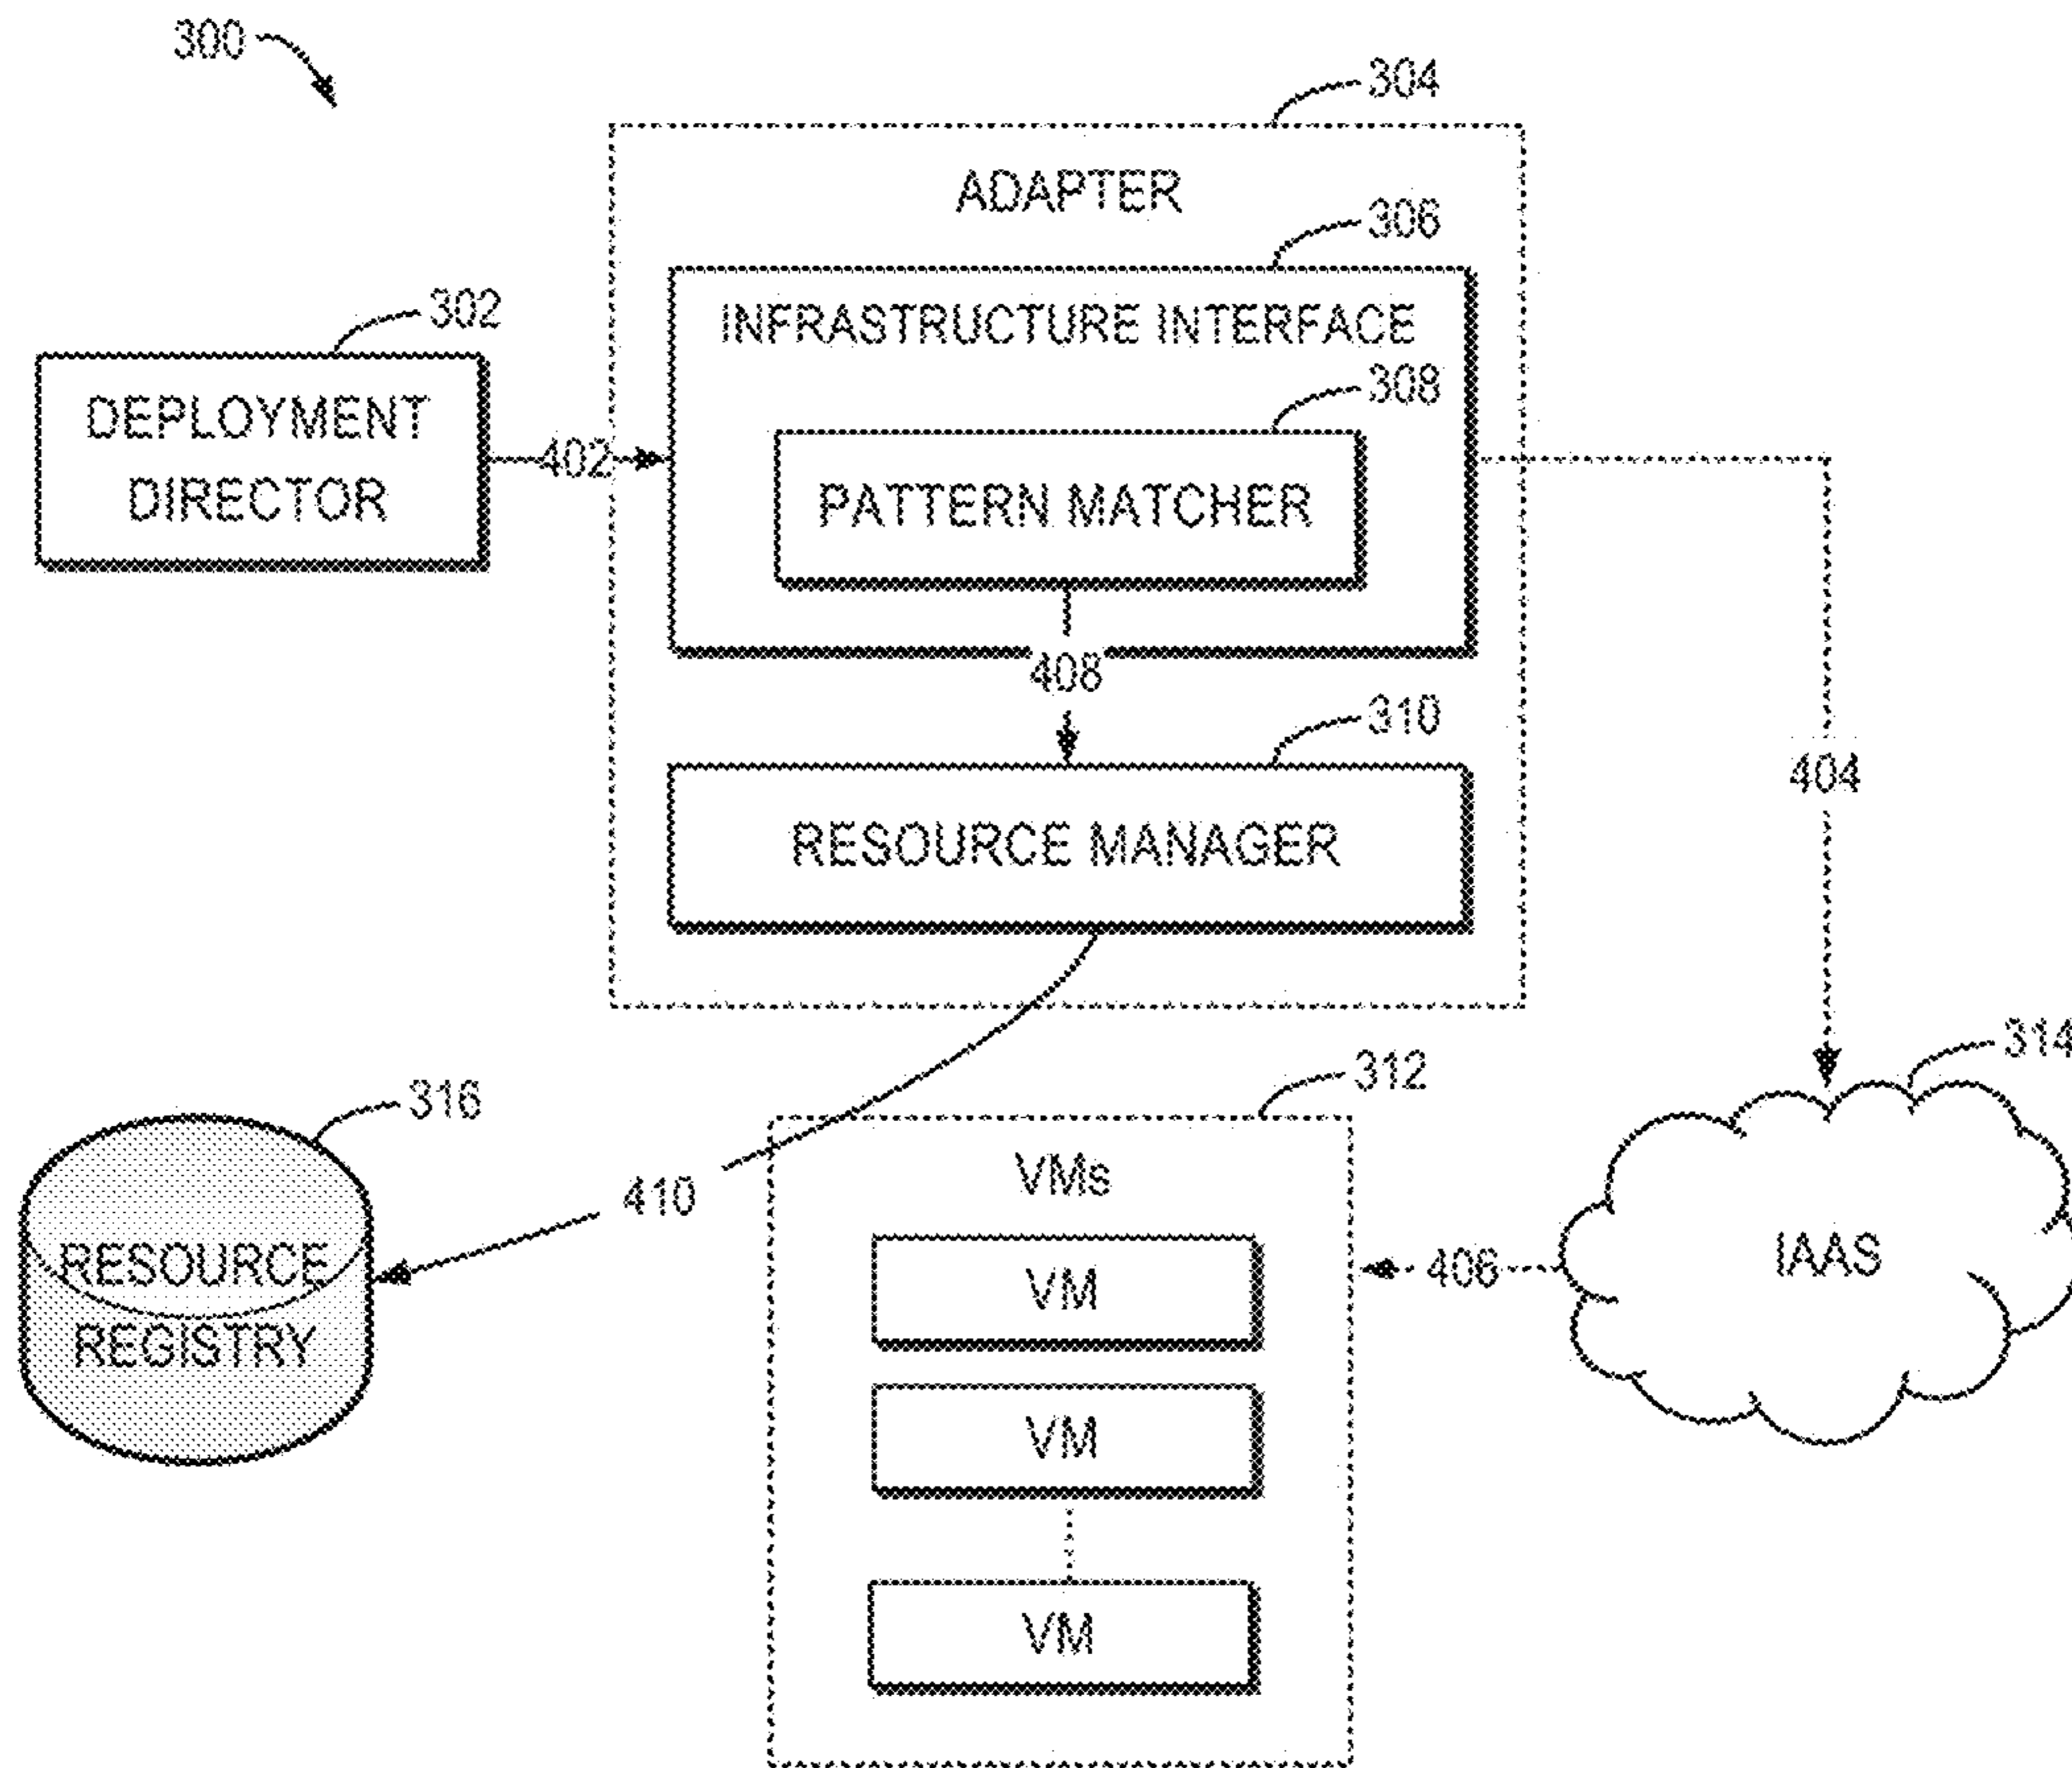 300
304
ADAPTER
306
INFRASTRUCTURE INTERFACE
302
308
DEPLOYMENT
DIRECTOR
402
PATTERN MATCHER
408
310
404
RESOURCE MANAGER
314
312
316
VMs
410
RESOURCE
REGISTRY
VM
406
IAAS
VM
VM